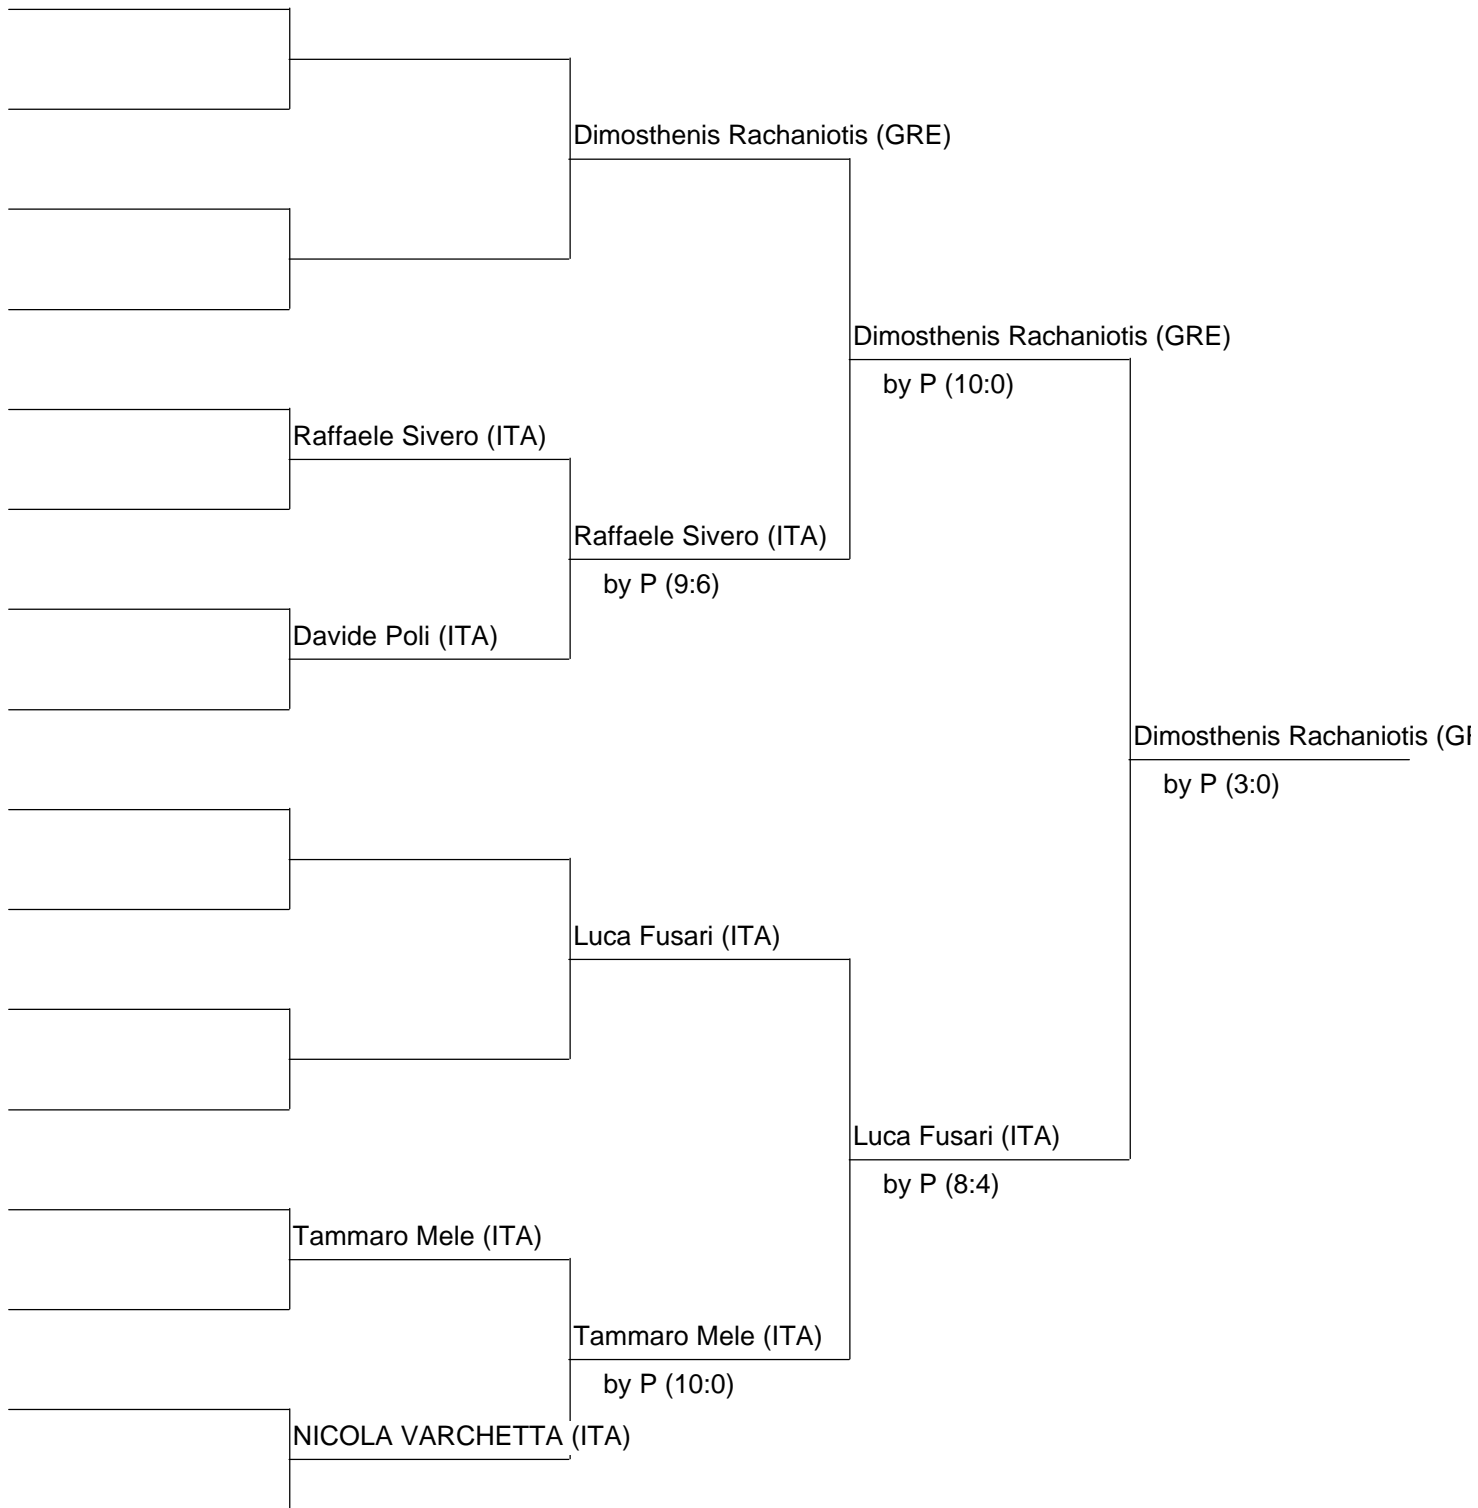 Dimosthenis Rachaniotis (GRE)
Dimosthenis Rachaniotis (GRE)
by P (10:0)
Raffaele Sivero (ITA)
Raffaele Sivero (ITA)
by P (9:6)
Davide Poli (ITA)
Dimosthenis Rachaniotis (G
by P (3:0)
Luca Fusari (ITA)
Luca Fusari (ITA)
by P (8:4)
Tammaro Mele (ITA)
Tammaro Mele (ITA)
by P (10:0)
NICOLA VARCHETTA (ITA)